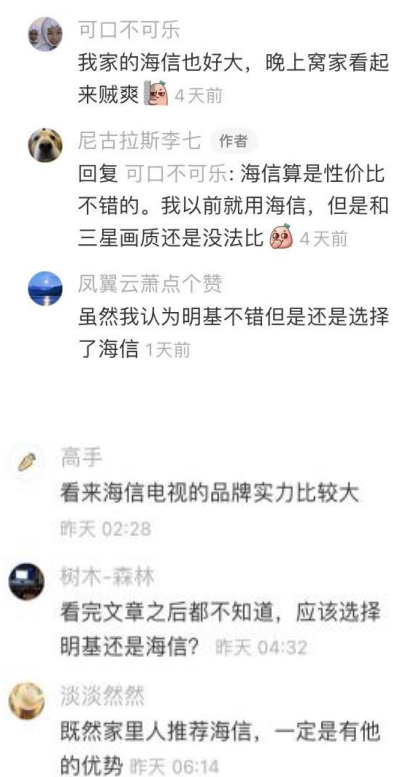 可口不可乐
我家的海信也好大，晚上窝家看起
来贼爽 4天前
尼古拉斯李七 作者
回复 可口不可乐: 海信算是性价比
不错的。我以前就用海信，但是和
三星画质还是没法比 4天前
凤翼云萧点个赞
虽然我认为明基不错但是还是选择
了海信 1天前
高手
看来海信电视的品牌实力比较大
昨天 02:28
树木-森林
看完文章之后都不知道，应该选择
明基还是海信？ 昨天 04:32
淡淡然然
既然家里人推荐海信，一定是有他
的优势 昨天 06:14